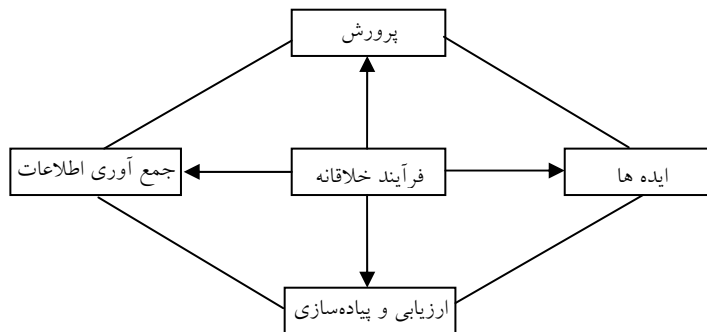 پرورش
ایده ها
فرآیند خلاقانه
جمع آوری اطلاعات
ارزیابی و پیاده‌سازی